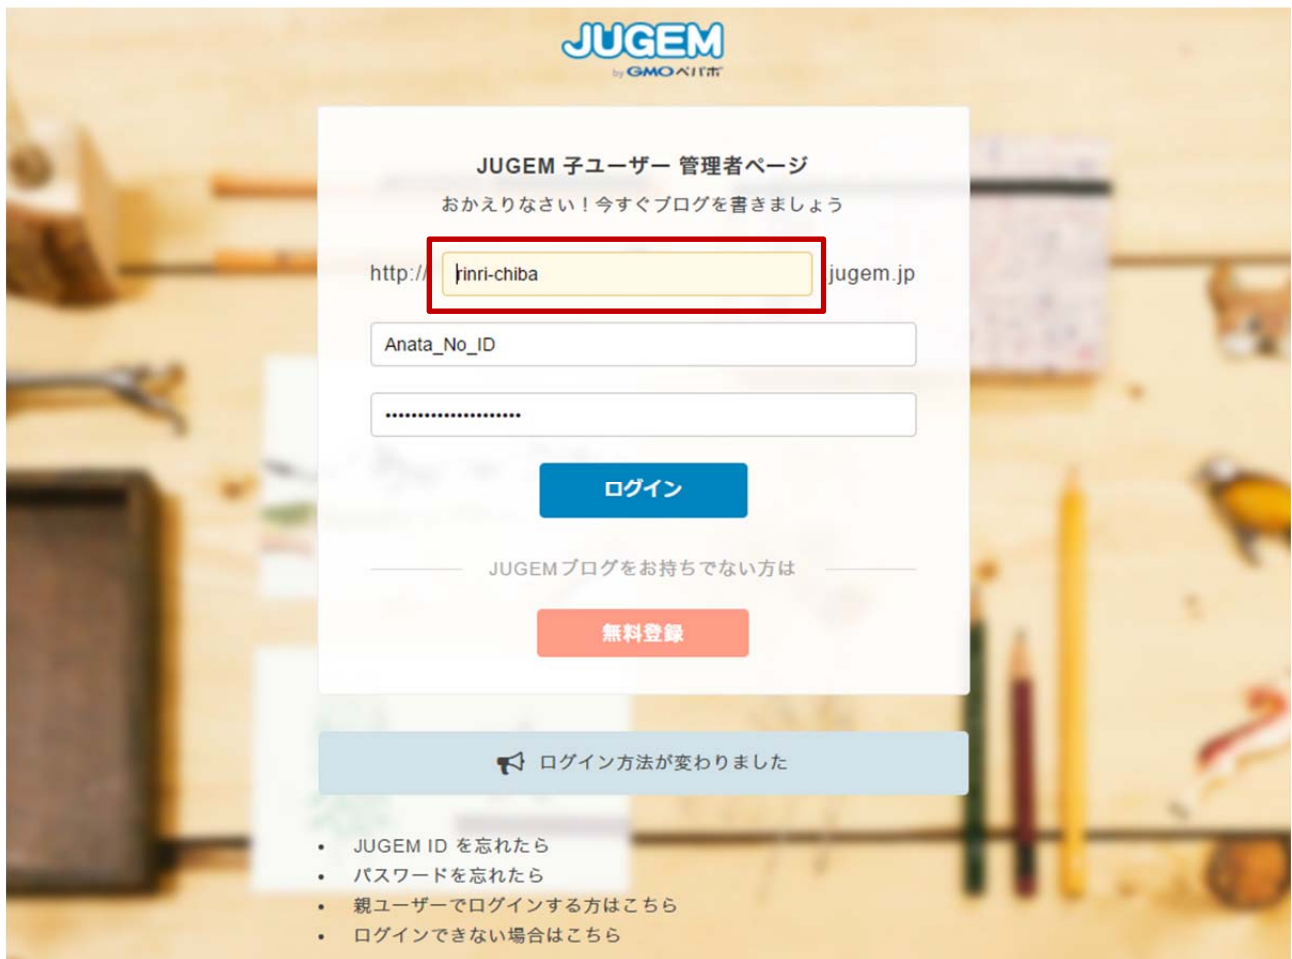 JUGEM
by GMOペパボ
JUGEM 子ユーザー 管理者ページ
おかえりなさい！今すぐブログを書きましょう
http:// rinri-chiba jugem.jp
Anata_No_ID
•••••••••••••••••••••
ログイン
JUGEMブログをお持ちでない方は
無料登録
ログイン方法が変わりました
• JUGEM ID を忘れたら
• パスワードを忘れたら
• 親ユーザーでログインする方はこちら
• ログインできない場合はこちら